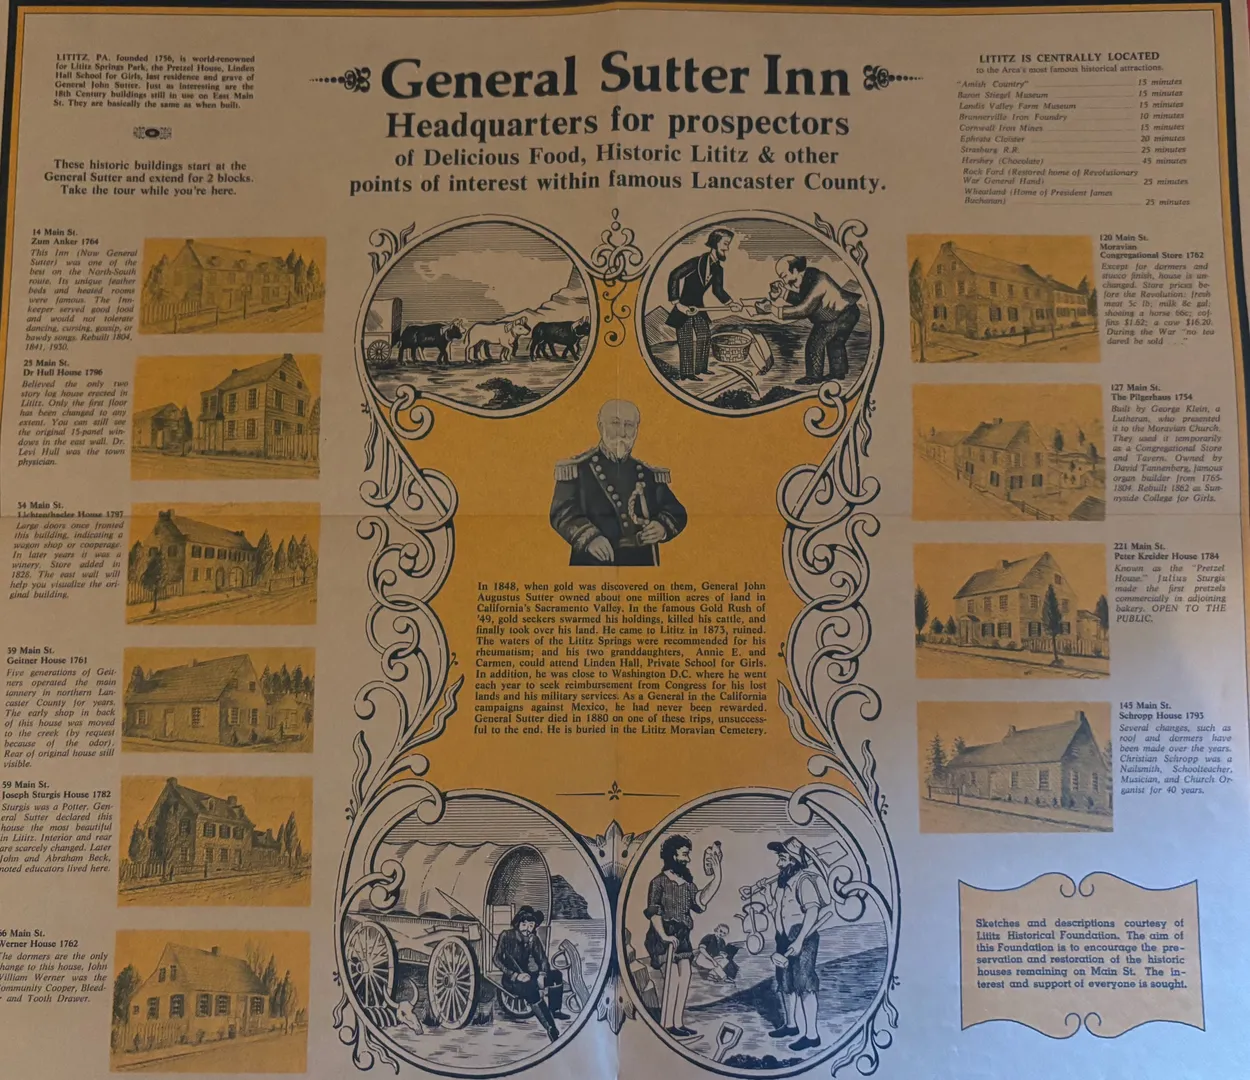 LITITZ, PA. founded 1756, is world-renowned
for Lititz Springs Park, the Pretzel House, Linden
Hall School for Girls, last residence and grave of
General John Sutter. Just as interesting are the
18th Century buildings still in use on East Main
St. They are basically the same as when built.
These historic buildings start at the
General Sutter and extend for 2 blocks.
Take the tour while you're here.
General Sutter Inn
Headquarters for prospectors
of Delicious Food, Historic Lititz & other
points of interest within famous Lancaster County.
LITITZ IS CENTRALLY LOCATED
to the Area's most famous historical attractions.
"Amish Country" 15 minutes
Baron Stiegel Museum 15 minutes
Landis Valley Farm Museum 15 minutes
Brunnerville Iron Foundry 10 minutes
Cornwall Iron Mines 15 minutes
Ephrata Cloister 20 minutes
Strasburg R.R. 25 minutes
Hershey (Chocolate) 45 minutes
Rock Ford (Restored home of Revolutionary
War General Hand) 25 minutes
Wheatland (Home of President James
Buchanan) 25 minutes
14 Main St.
Zum Anker 1764
This Inn (Now General
Sutter) was one of the
best on the North-South
route. Its unique feather
beds and heated rooms
were famous. The Inn-
keeper served good food
and would not tolerate
dancing, cursing, gossip, or
bawdy songs. Rebuilt 1804,
1841, 1930.
25 Main St.
Dr Hull House 1796
Believed the only two
story log house erected in
Lititz. Only the first floor
has been changed to any
extent. You can still see
the original 15-panel win-
dows in the east wall. Dr.
Levi Hull was the town
physician.
34 Main St.
Lichtenthaeler House 1797
Large doors once fronted
this building, indicating a
wagon shop or cooperage.
In later years it was a
winery. Store added in
1828. The east wall will
help you visualize the ori-
ginal building.
39 Main St.
Geitner House 1761
Five generations of Geit-
ners operated the main
tannery in northern Lan-
caster County for years.
The early shop in back
of this house was moved
to the creek (by request
because of the odor).
Rear of original house still
visible.
59 Main St.
Joseph Sturgis House 1782
Sturgis was a Potter. Gen-
eral Sutter declared this
house the most beautiful
in Lititz. Interior and rear
are scarcely changed. Later
John and Abraham Beck,
noted educators lived here.
66 Main St.
Werner House 1762
The dormers are the only
change to this house. John
William Werner was the
Community Cooper, Bleed-
and Tooth Drawer.
In 1848, when gold was discovered on them, General John
Augustus Sutter owned about one million acres of land in
California's Sacramento Valley. In the famous Gold Rush of
'49, gold seekers swarmed his holdings, killed his cattle, and
finally took over his land. He came to Lititz in 1873, ruined.
The waters of the Lititz Springs were recommended for his
rheumatism; and his two granddaughters, Annie E. and
Carmen, could attend Linden Hall, Private School for Girls.
In addition, he was close to Washington D.C. where he went
each year to seek reimbursement from Congress for his lost
lands and his military services. As a General in the California
campaigns against Mexico, he had never been rewarded.
General Sutter died in 1880 on one of these trips, unsuccess-
ful to the end. He is buried in the Lititz Moravian Cemetery.
120 Main St.
Moravian
Congregational Store 1762
Except for dormers and
stucco finish, house is un-
changed. Store prices be-
fore the Revolution: fresh
meat 5c lb; milk 8c gal;
shoeing a horse 66c; cof-
fins $1.62; a cow $16.20.
During the War "no tea
dared be sold . . ."
127 Main St.
The Pilgerhaus 1754
Built by George Klein, a
Lutheran, who presented
it to the Moravian Church.
They used it temporarily
as a Congregational Store
and Tavern. Owned by
David Tannenberg, famous
organ builder from 1765-
1804. Rebuilt 1862 as Sun-
nyside College for Girls.
221 Main St.
Peter Kreider House 1784
Known as the "Pretzel
House." Julius Sturgis
made the first pretzels
commercially in adjoining
bakery. OPEN TO THE
PUBLIC.
145 Main St.
Schropp House 1793
Several changes, such as
roof and dormers have
been made over the years.
Christian Schropp was a
Nailsmith, Schoolteacher,
Musician, and Church Or-
ganist for 40 years.
Sketches and descriptions courtesy of
Lititz Historical Foundation. The aim of
this Foundation is to encourage the pre-
servation and restoration of the historic
houses remaining on Main St. The in-
terest and support of everyone is sought.